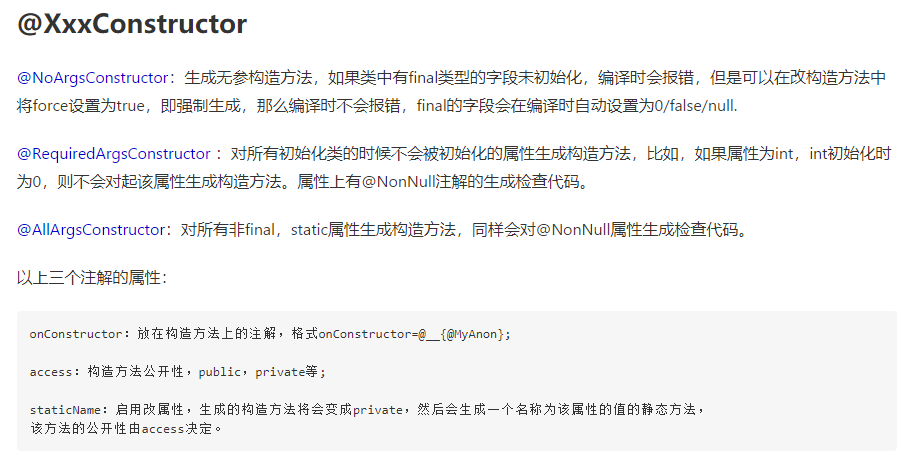 @XxxConstructor
@NoArgsConstructor：生成无参构造方法，如果类中有final类型的字段未初始化，编译时会报错，但是可以在改构造方法中
将force设置为true，即强制生成，那么编译时不会报错，final的字段会在编译时自动设置为0/false/null.
@RequiredArgsConstructor ：对所有初始化类的时候不会被初始化的属性生成构造方法，比如，如果属性为int，int初始化时
为0，则不会对起该属性生成构造方法。属性上有@NonNull注解的生成检查代码。
@AllArgsConstructor：对所有非final，static属性生成构造方法，同样会对@NonNull属性生成检查代码。
以上三个注解的属性：
onConstructor：放在构造方法上的注解，格式onConstructor=@__{@MyAnon};
access：构造方法公开性，public，private等;
staticName：启用改属性，生成的构造方法将会变成private，然后会生成一个名称为该属性的值的静态方法，
该方法的公开性由access决定。